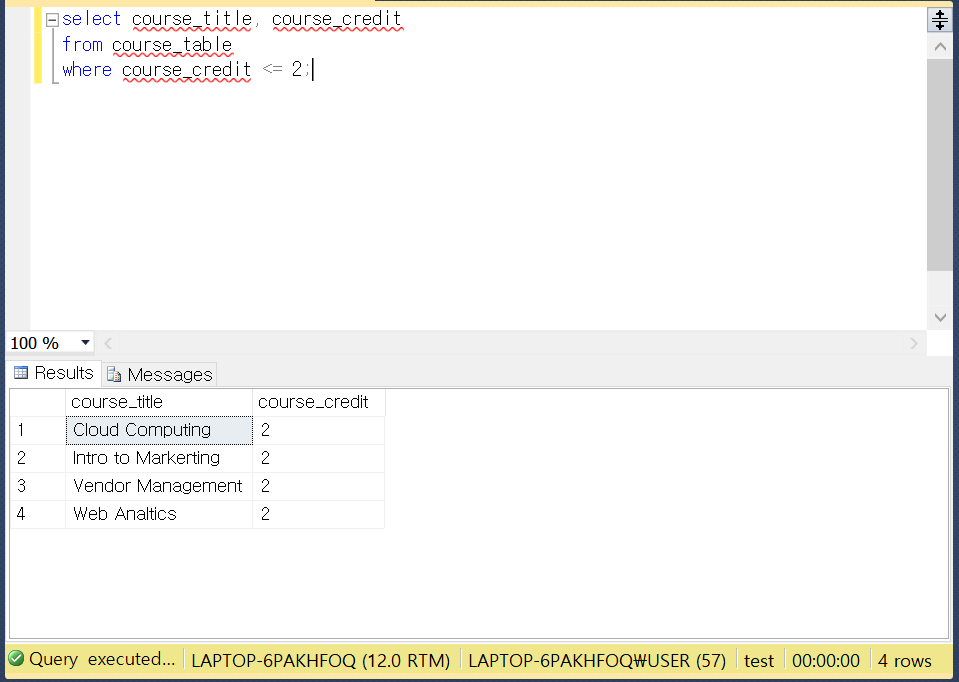 select course_title, course_credit
from course_table
where course_credit <= 2;
100 %
Results Messages
course_title course_credit
1 Cloud Computing 2
2 Intro to Markerting 2
3 Vendor Management 2
4 Web Analtics 2
Query executed... LAPTOP-6PAKHFOQ (12.0 RTM) LAPTOP-6PAKHFOQ₩USER (57) test 00:00:00 4 rows